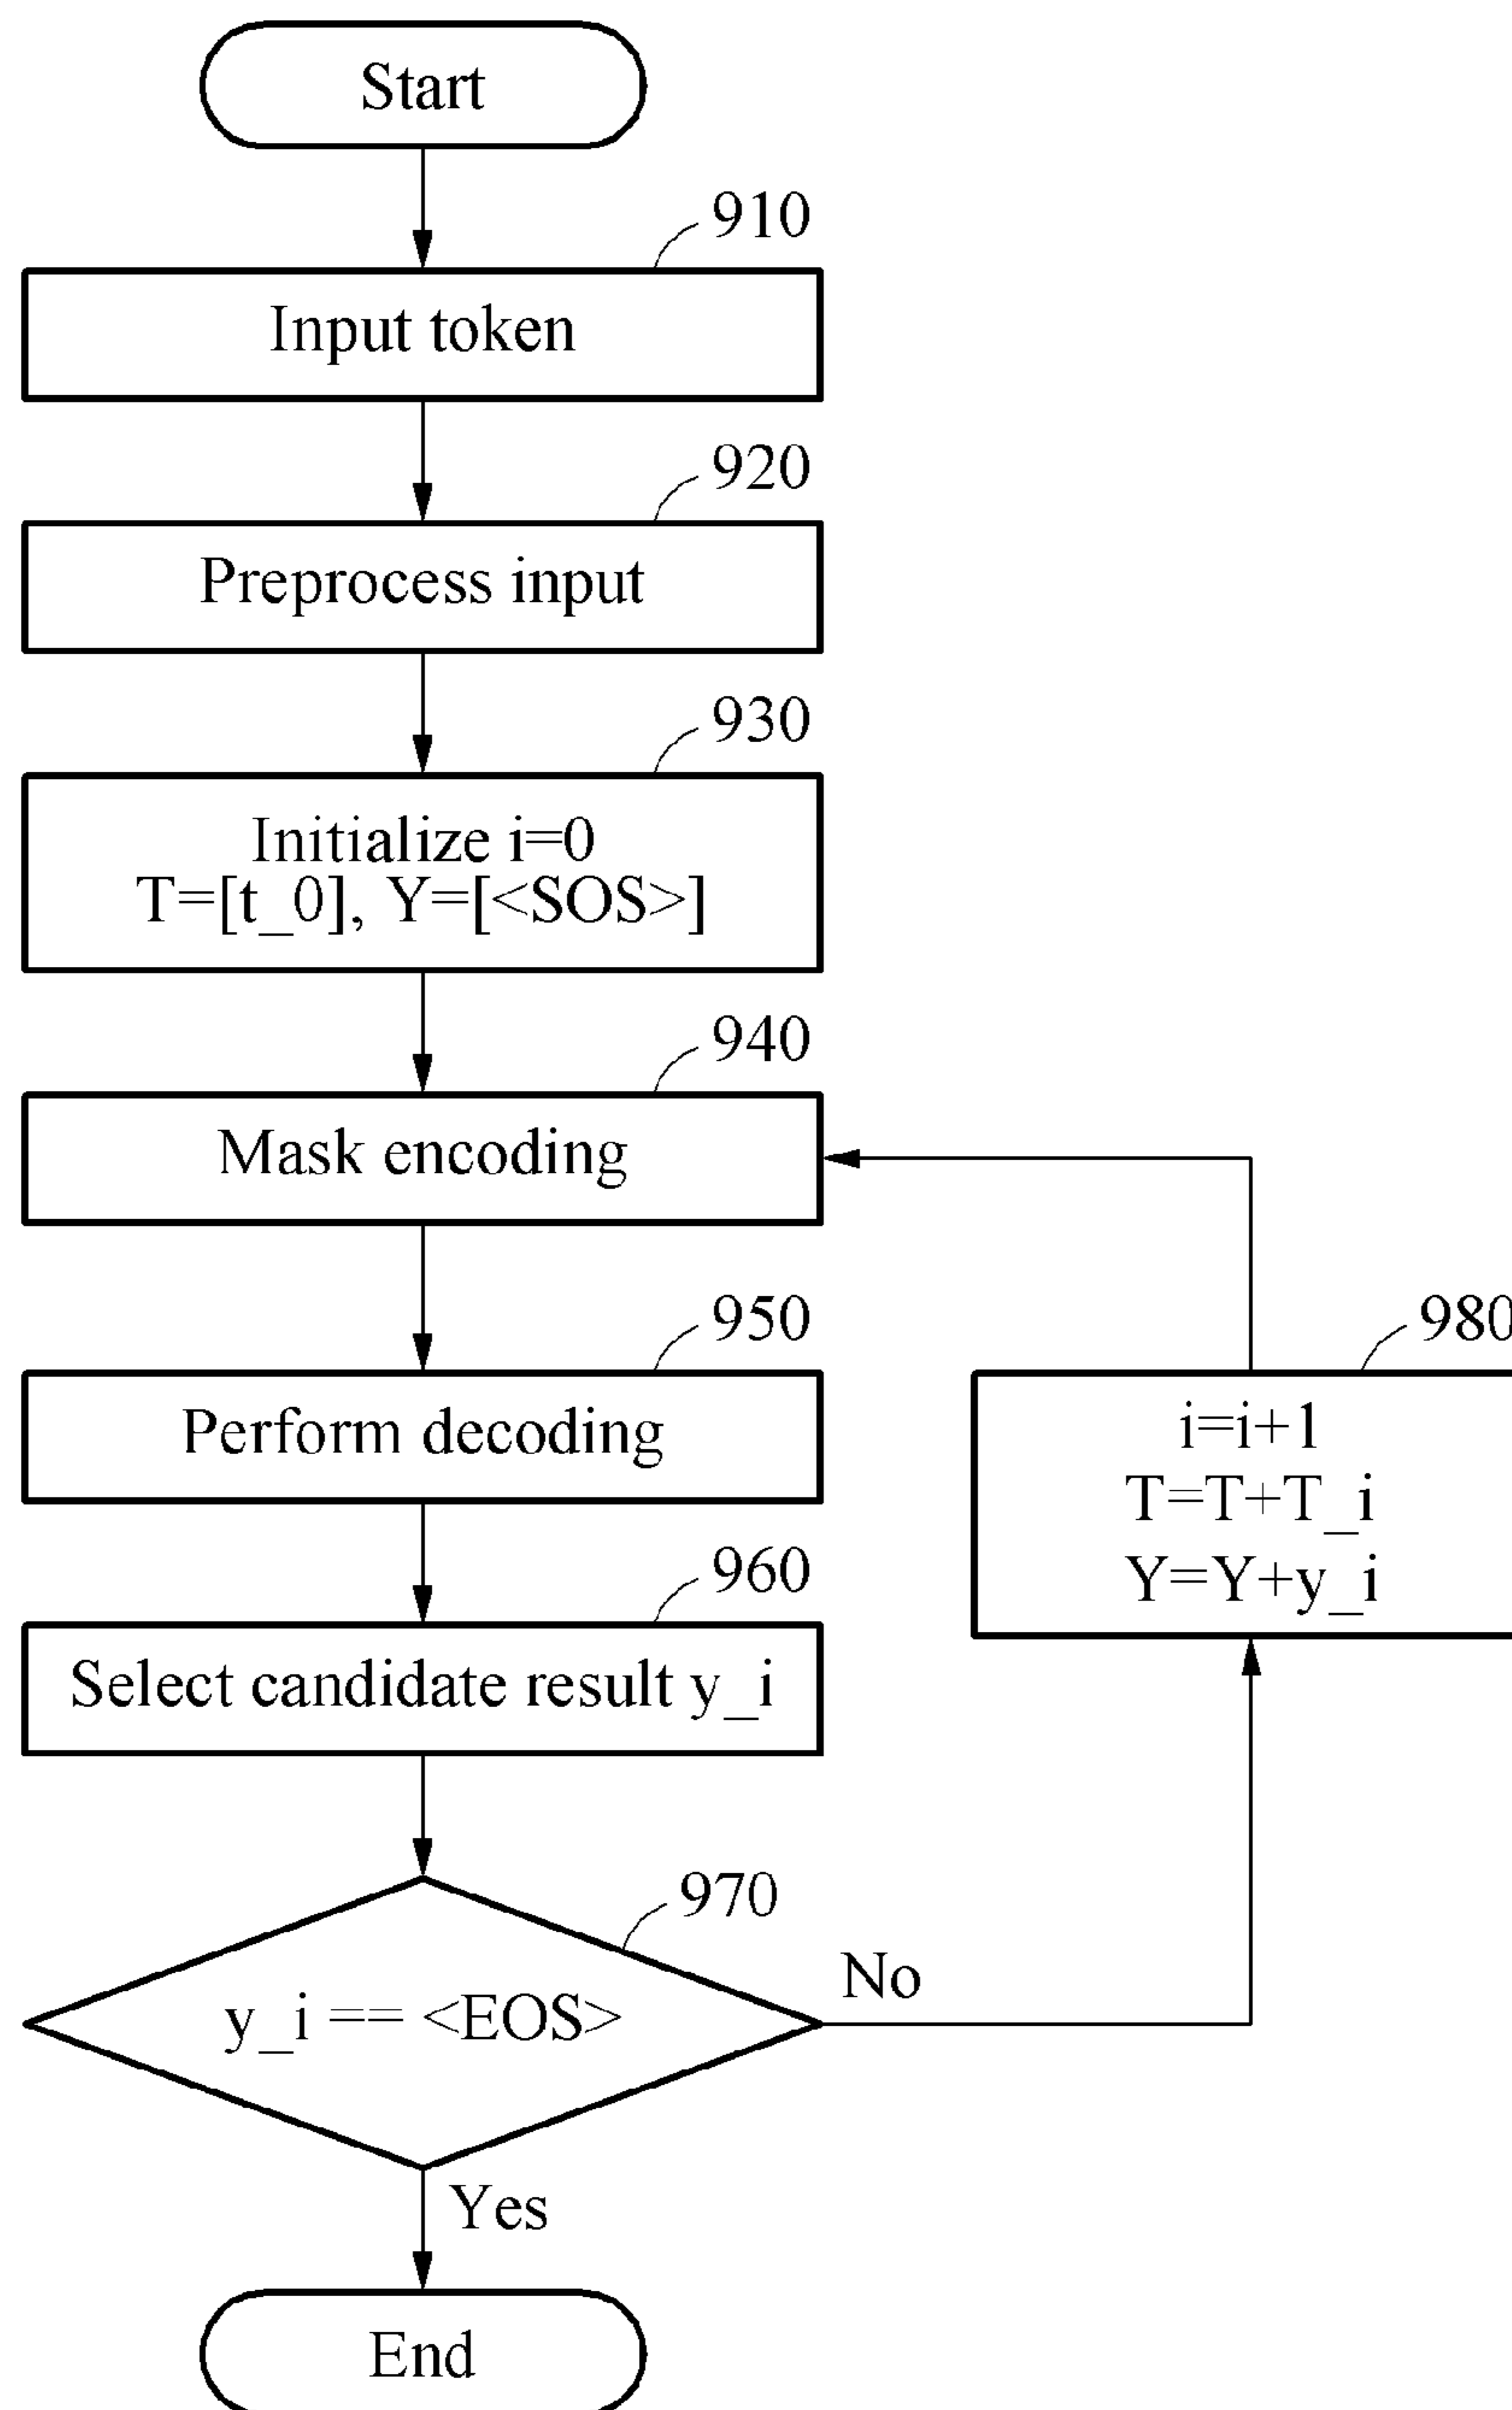 Start
910
Input token
920
Preprocess input
930
Initialize i=0
T=[t_0], Y=[<SOS>]
940
Mask encoding
950
Perform decoding
960
Select candidate result y_i
970
y_i == <EOS>
No
980
i=i+1
T=T+T_i
Y=Y+y_i
Yes
End